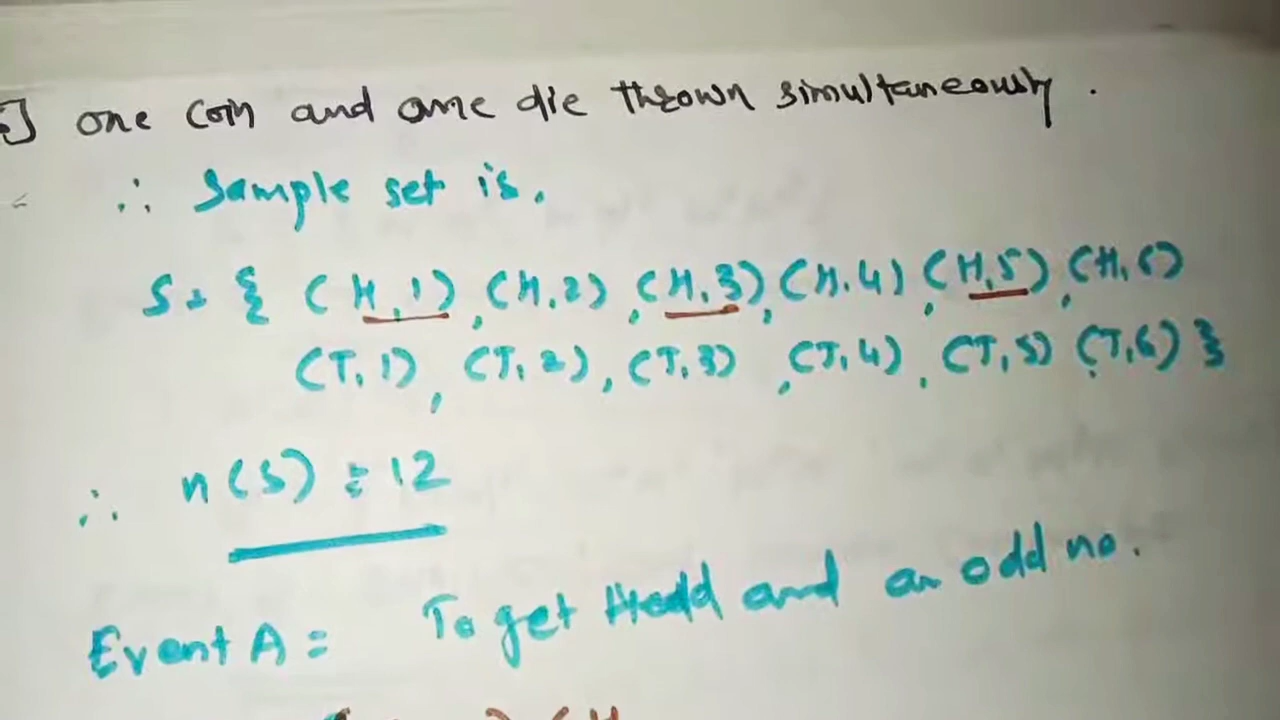 one coin and one die thrown simultaneously.
∴ Sample set is.
S = { (H,1), (H,2), (H,3), (H,4), (H,5), (H,6)
(T,1), (T,2), (T,3), (T,4), (T,5) (T,6) }
∴ n(S) = 12
Event A = To get Head and an odd no.